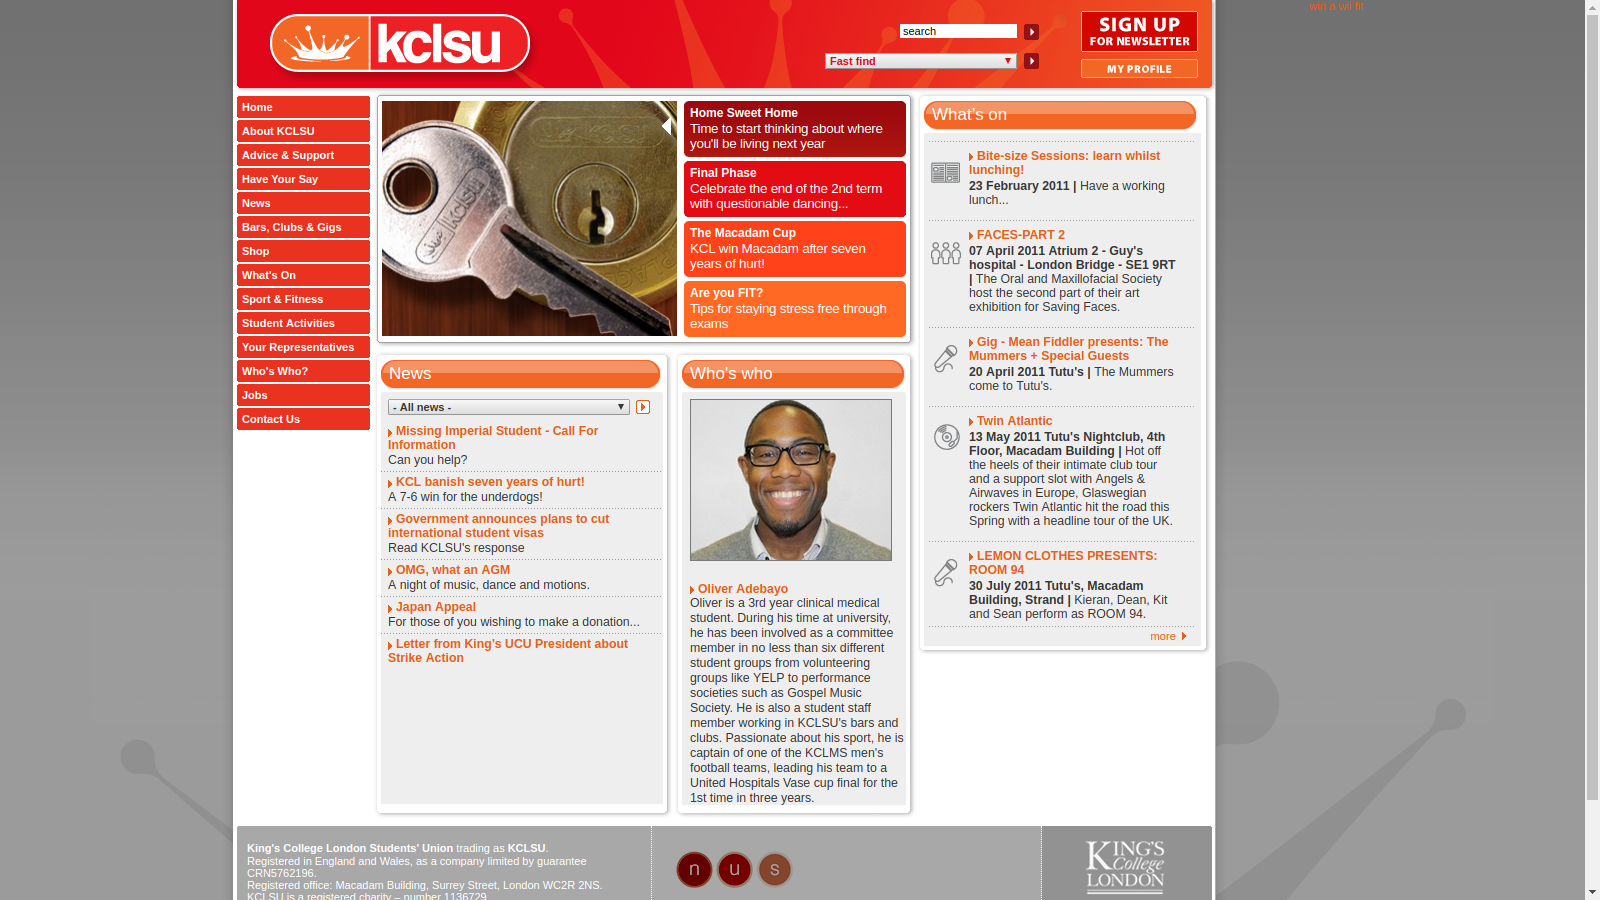 win a wii fit
kclsu
search
SIGN UP
FOR NEWSLETTER
Fast find
MY PROFILE
Home
About KCLSU
Advice & Support
Have Your Say
News
Bars, Clubs & Gigs
Shop
What's On
Sport & Fitness
Student Activities
Your Representatives
Who's Who?
Jobs
Contact Us
Home Sweet Home
Time to start thinking about where
you'll be living next year
Final Phase
Celebrate the end of the 2nd term
with questionable dancing...
The Macadam Cup
KCL win Macadam after seven
years of hurt!
Are you FIT?
Tips for staying stress free through
exams
News
- All news -
Missing Imperial Student - Call For
Information
Can you help?
KCL banish seven years of hurt!
A 7-6 win for the underdogs!
Government announces plans to cut
international student visas
Read KCLSU's response
OMG, what an AGM
A night of music, dance and motions.
Japan Appeal
For those of you wishing to make a donation...
Letter from King's UCU President about
Strike Action
Who's who
Oliver Adebayo
Oliver is a 3rd year clinical medical
student. During his time at university,
he has been involved as a committee
member in no less than six different
student groups from volunteering
groups like YELP to performance
societies such as Gospel Music
Society. He is also a student staff
member working in KCLSU's bars and
clubs. Passionate about his sport, he is
captain of one of the KCLMS men's
football teams, leading his team to a
United Hospitals Vase cup final for the
1st time in three years.
What's on
Bite-size Sessions: learn whilst
lunching!
23 February 2011 | Have a working
lunch...
FACES-PART 2
07 April 2011 Atrium 2 - Guy's
hospital - London Bridge - SE1 9RT
| The Oral and Maxillofacial Society
host the second part of their art
exhibition for Saving Faces.
Gig - Mean Fiddler presents: The
Mummers + Special Guests
20 April 2011 Tutu's | The Mummers
come to Tutu's.
Twin Atlantic
13 May 2011 Tutu's Nightclub, 4th
Floor, Macadam Building | Hot off
the heels of their intimate club tour
and a support slot with Angels &
Airwaves in Europe, Glaswegian
rockers Twin Atlantic hit the road this
Spring with a headline tour of the UK.
LEMON CLOTHES PRESENTS:
ROOM 94
30 July 2011 Tutu's, Macadam
Building, Strand | Kieran, Dean, Kit
and Sean perform as ROOM 94.
more
King's College London Students' Union trading as KCLSU.
Registered in England and Wales, as a company limited by guarantee
CRN5762196.
Registered office: Macadam Building, Surrey Street, London WC2R 2NS.
KCLSU is a registered charity – number 1136729
n u s
KING'S
College
LONDON